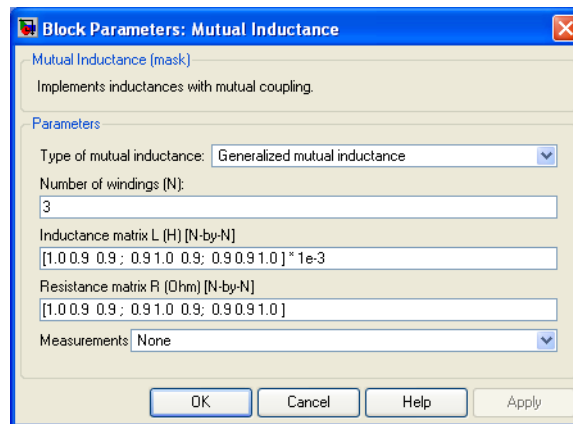 Block Parameters: Mutual Inductance
Mutual Inductance (mask)
Implements inductances with mutual coupling.
Parameters
Type of mutual inductance: Generalized mutual inductance
Number of windings (N):
3
Inductance matrix L (H) [N-by-N]
[1.0 0.9 0.9 ; 0.9 1.0 0.9; 0.9 0.9 1.0 ] * 1e-3
Resistance matrix R (Ohm) [N-by-N]
[1.0 0.9 0.9 ; 0.9 1.0 0.9; 0.9 0.9 1.0 ]
Measurements None
OK Cancel Help Apply